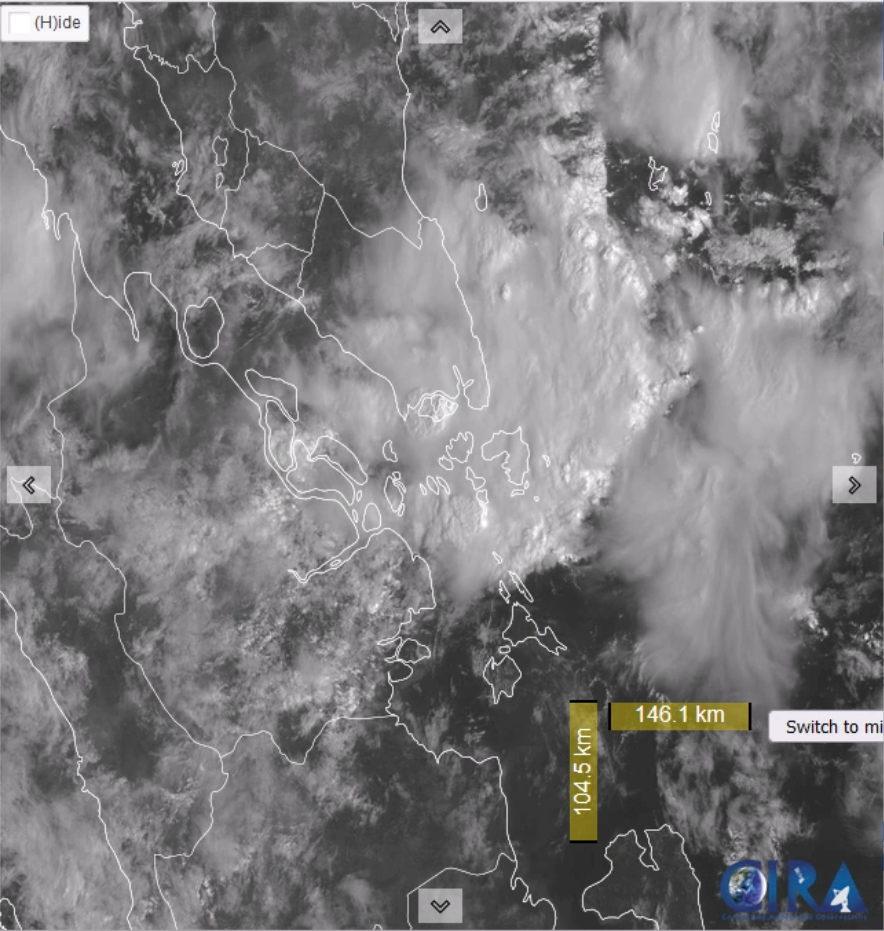 (H)ide
146.1 km
Switch to mi
104.5 km
CIRA